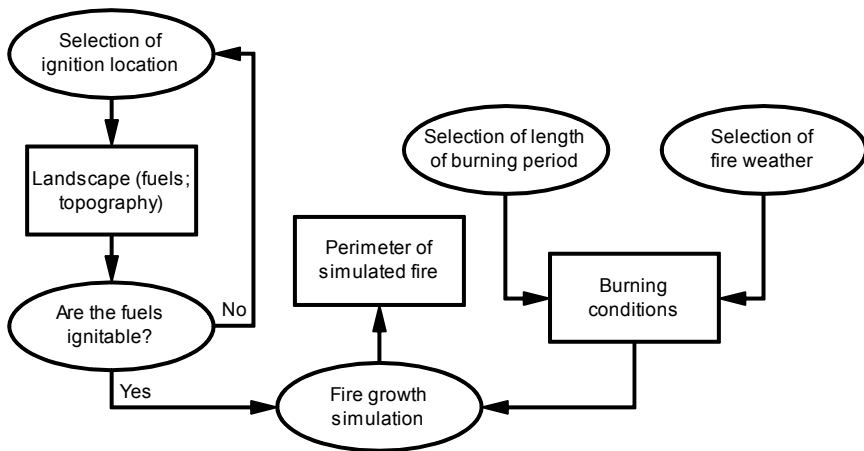 Selection of
ignition location
Landscape (fuels;
topography)
Are the fuels
ignitable?
No
Yes
Perimeter of
simulated fire
Fire growth
simulation
Selection of length
of burning period
Selection of
fire weather
Burning
conditions